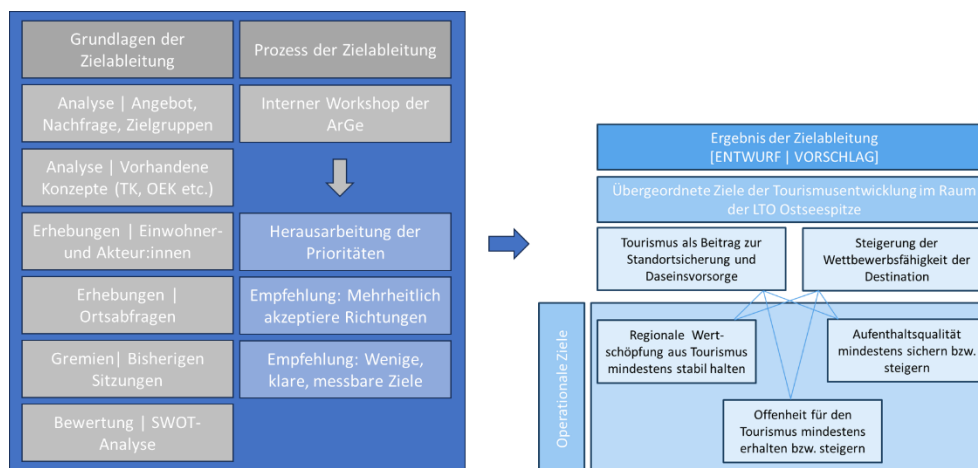 Grundlagen der
Zielableitung
Prozess der Zielableitung
Analyse | Angebot,
Nachfrage, Zielgruppen
Interner Workshop der
ArGe
Analyse | Vorhandene
Konzepte (TK, OEK etc.)
Erhebungen | Einwohner-
und Akteur:innen
Herausarbeitung der
Prioritäten
Erhebungen |
Ortsabfragen
Empfehlung: Mehrheitlich
akzeptiere Richtungen
Gremien| Bisherigen
Sitzungen
Empfehlung: Wenige,
klare, messbare Ziele
Bewertung | SWOT-
Analyse
Ergebnis der Zielableitung
[ENTWURF | VORSCHLAG]
Übergeordnete Ziele der Tourismusentwicklung im Raum
der LTO Ostseespitze
Tourismus als Beitrag zur
Standortsicherung und
Daseinsvorsorge
Steigerung der
Wettbewerbsfähigkeit der
Destination
Operationale Ziele
Regionale Wert-
schöpfung aus Tourismus
mindestens stabil halten
Aufenthaltsqualität
mindestens sichern bzw.
steigern
Offenheit für den
Tourismus mindestens
erhalten bzw. steigern